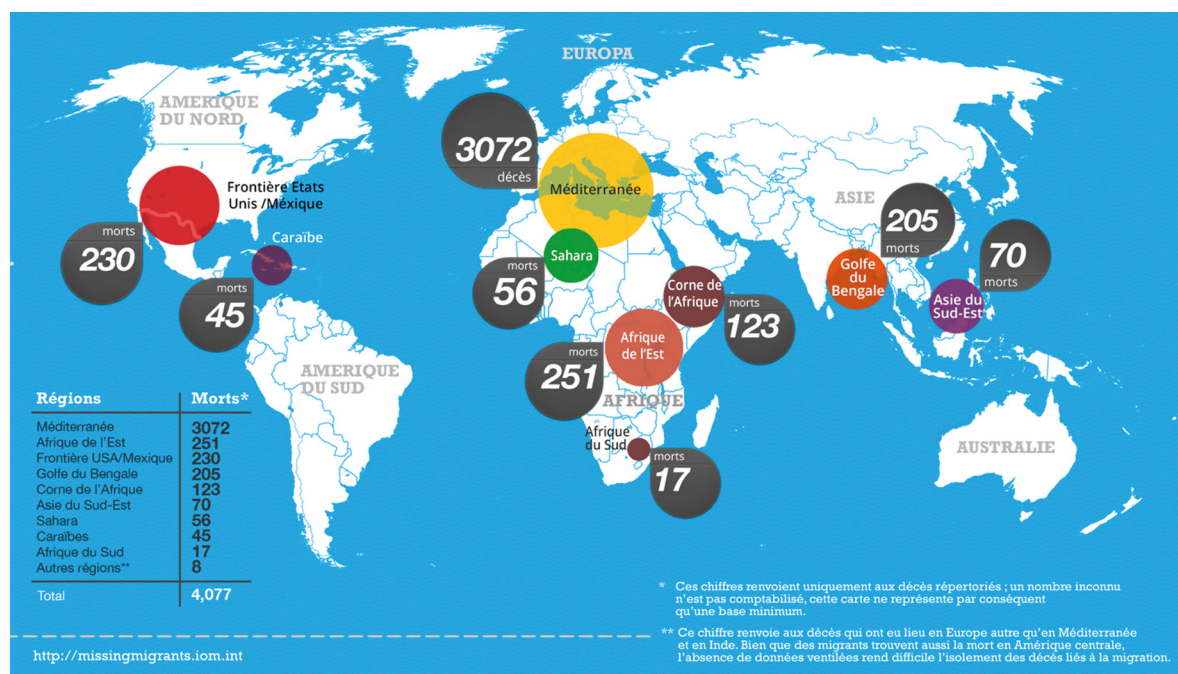 EUROPA
AMERIQUE
DU NORD
3072
décès
Méditerranée
Frontière Etats
Unis /Méxique
ASIE
205
morts
morts
230
Caraïbe
morts
45
Sahara
morts
56
Corne de
l'Afrique
morts
123
Golfe
du
Bengale
70
morts
Asie du
Sud-Est
Afrique
de l'Est
morts
251
AMERIQUE
DU SUD
AFRIQUE
Afrique
du Sud
morts
17
AUSTRALIE
Régions Morts*
Méditerranée 3072
Afrique de l'Est 251
Frontière USA/Mexique 230
Golfe du Bengale 205
Corne de l'Afrique 123
Asie du Sud-Est 70
Sahara 56
Caraïbes 45
Afrique du Sud 17
Autres régions** 8
Total 4,077
* Ces chiffres renvoient uniquement aux décès répertoriés ; un nombre inconnu
n'est pas comptabilisé, cette carte ne représente par conséquent
qu'une base minimum.
** Ce chiffre renvoie aux décès qui ont eu lieu en Europe autre qu'en Méditerranée
et en Inde. Bien que des migrants trouvent aussi la mort en Amérique centrale,
l'absence de données ventilées rend difficile l'isolement des décès liés à la migration.
http://missingmigrants.iom.int